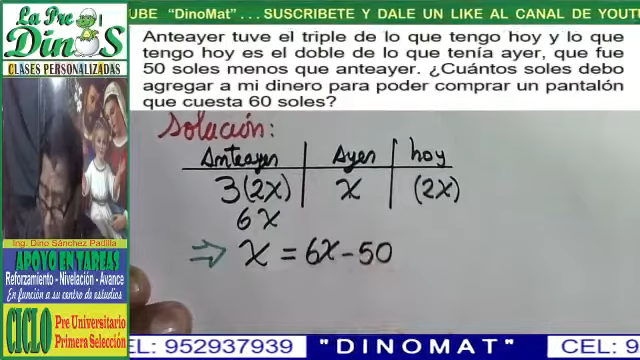 UBE "DinoMat"...SUSCRIBETE Y DALE UN LIKE AL CANAL DE YOUT
La Pre
DinoS
CLASES PERSONALIZADAS
Anteayer tuve el triple de lo que tengo hoy y lo que
tengo hoy es el doble de lo que tenía ayer, que fue
50 soles menos que anteayer. ¿Cuántos soles debo
agregar a mi dinero para poder comprar un pantalón
que cuesta 60 soles?
Solución:
Anteayer Ayer hoy
3(2x) x (2x)
6x
⇒ x = 6x - 50
Ing. Dino Sánchez Padilla
APOYO EN TAREAS
Reforzamiento - Nivelación - Avance
En función a su centro de estudios
CICLO Pre Universitario
Primera Selección
EL: 952937939 "DINOMAT" CEL: 9